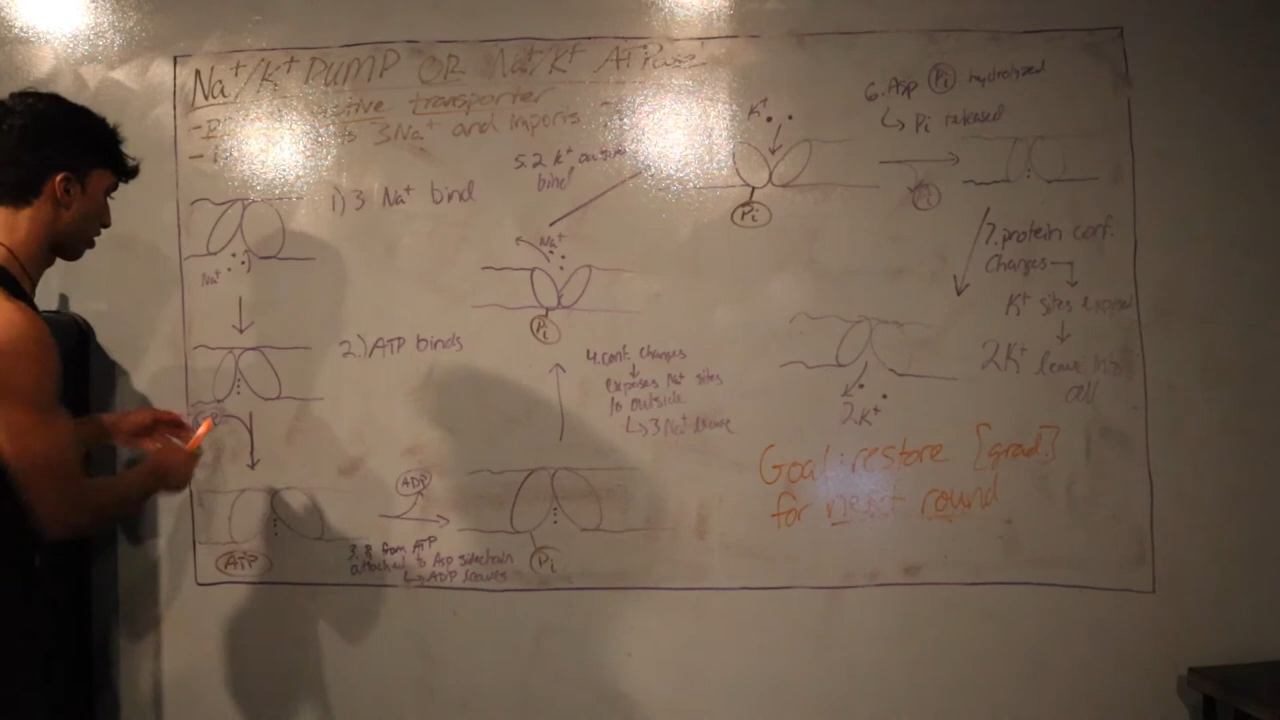 Na⁺/K⁺ PUMP OR Na⁺/K⁺ ATPase
active transporter
3Na⁺ and imports
1) 3 Na⁺ bind
Na⁺
2.) ATP binds
ATP
ADP
3. Pi from ATP
attached to Asp sidechain
↳ ADP leaves
Pi
4. conf. changes
↓
exposes Na⁺ sites
to outside
↳ 3 Na⁺ leave
Na⁺
Pi
5. 2 K⁺ outside
bind
K⁺
Pi
6. Asp Pi hydrolized
↳ Pi released
Pi
7. protein conf.
Changes
K⁺ sites exposed
↓
2K⁺ leave into
cell
2K⁺
Goal: restore [grad.]
for next round